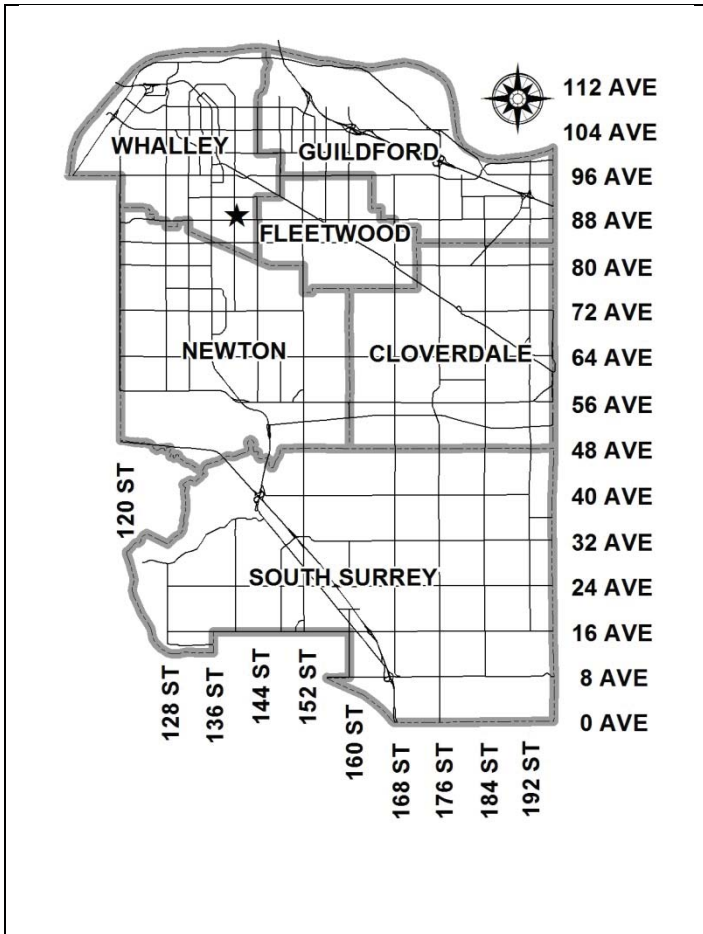 112 AVE
104 AVE
WHALLEY
GUILDFORD
96 AVE
88 AVE
FLEETWOOD
80 AVE
72 AVE
NEWTON
CLOVERDALE
64 AVE
56 AVE
48 AVE
120 ST
40 AVE
32 AVE
SOUTH SURREY
24 AVE
16 AVE
128 ST
136 ST
144 ST
152 ST
160 ST
8 AVE
0 AVE
168 ST
176 ST
184 ST
192 ST